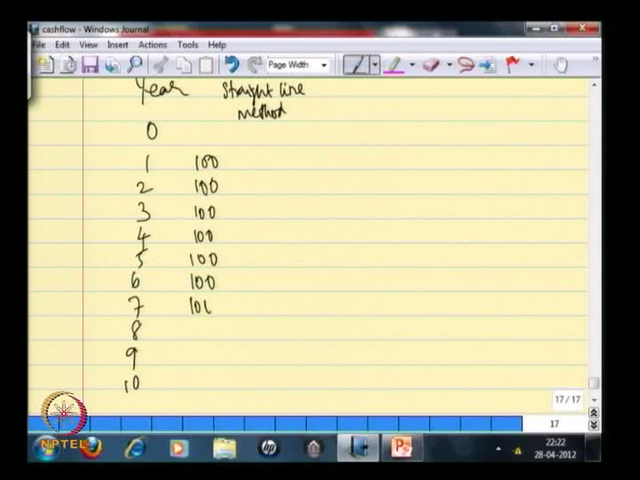 cashflow - Windows Journal
File Edit View Insert Actions Tools Help
Page Width
Year Straight line
method
0
1 100
2 100
3 100
4 100
5 100
6 100
7 100
8
9
10
17 / 17
17
NPTEL
hp
22:22
28-04-2012